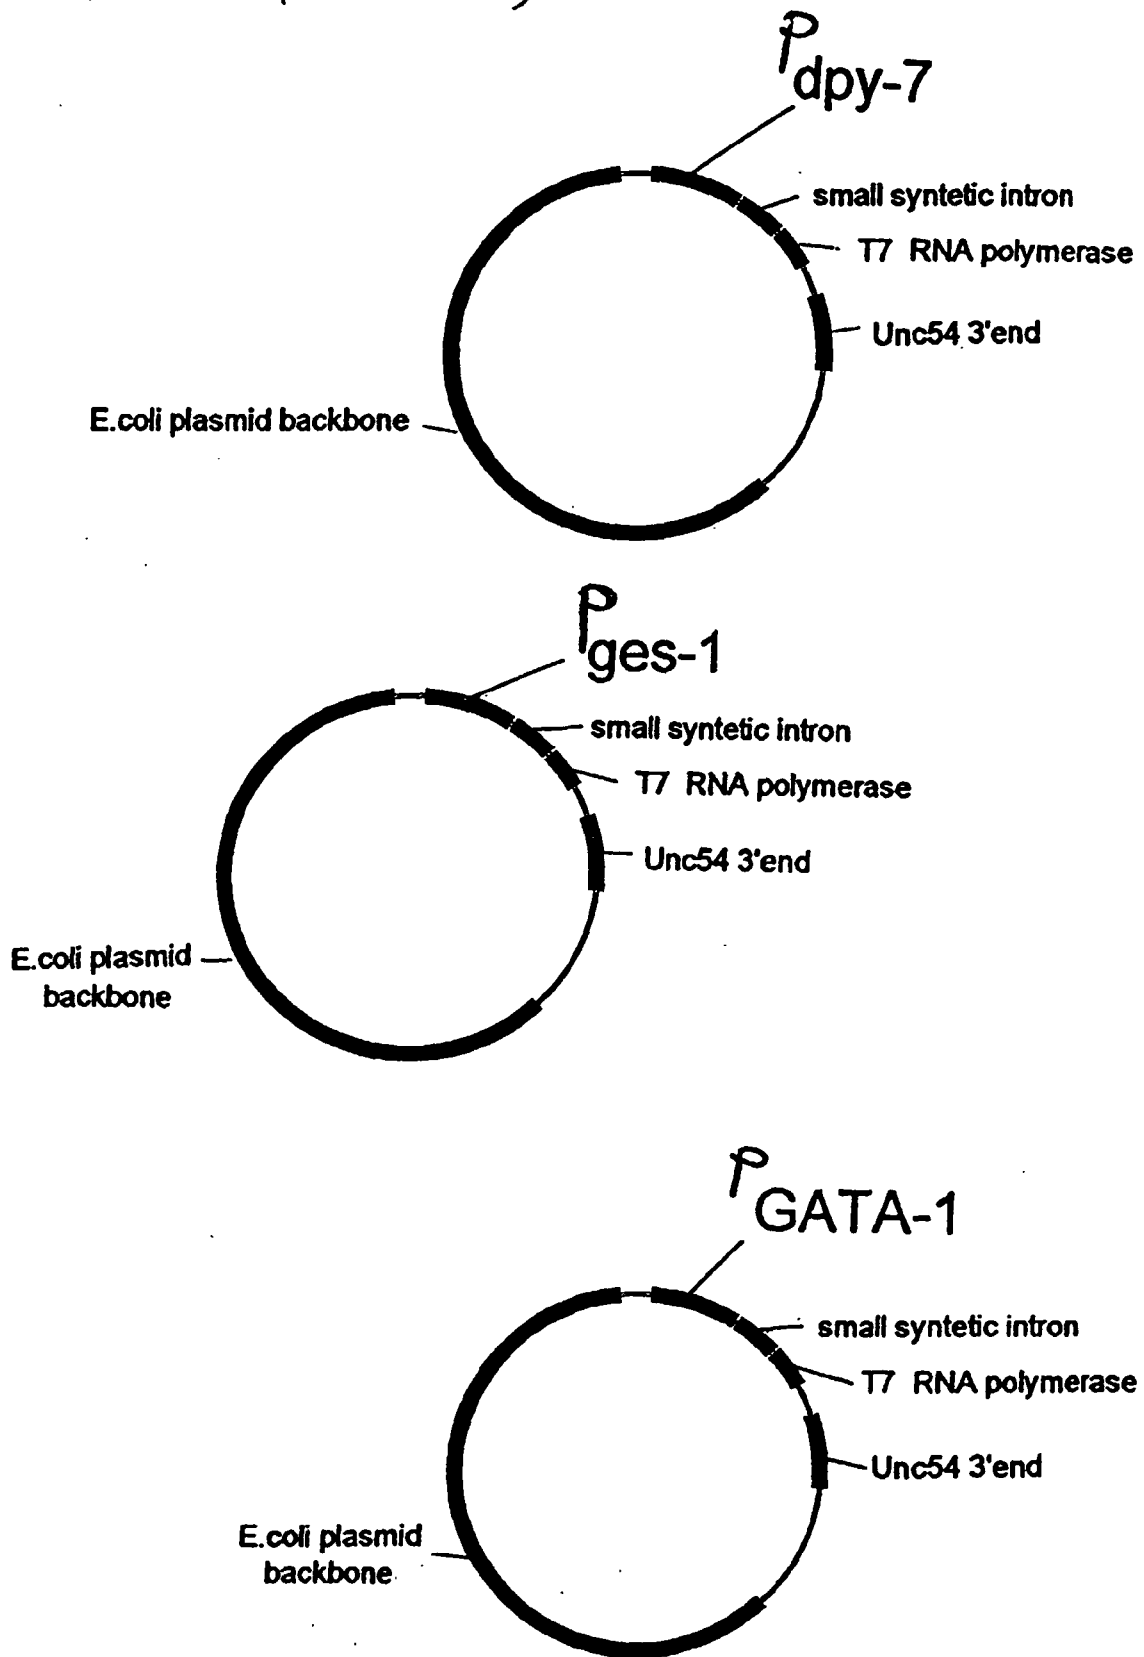 P dpy-7
small syntetic intron
T7 RNA polymerase
Unc54 3'end
E.coli plasmid backbone
P ges-1
small syntetic intron
T7 RNA polymerase
Unc54 3'end
E.coli plasmid
backbone
P GATA-1
small syntetic intron
T7 RNA polymerase
Unc54 3'end
E.coli plasmid
backbone